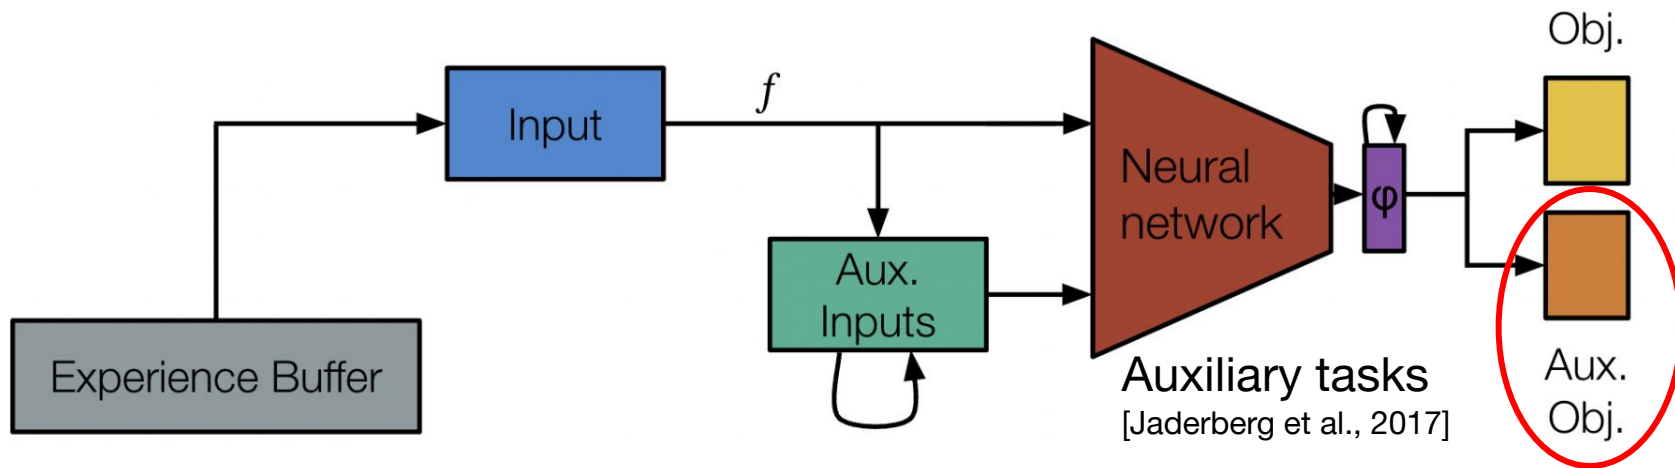 Obj.
f
Input
Neural
network
φ
Aux.
Inputs
Experience Buffer
Auxiliary tasks
[Jaderberg et al., 2017]
Aux.
Obj.